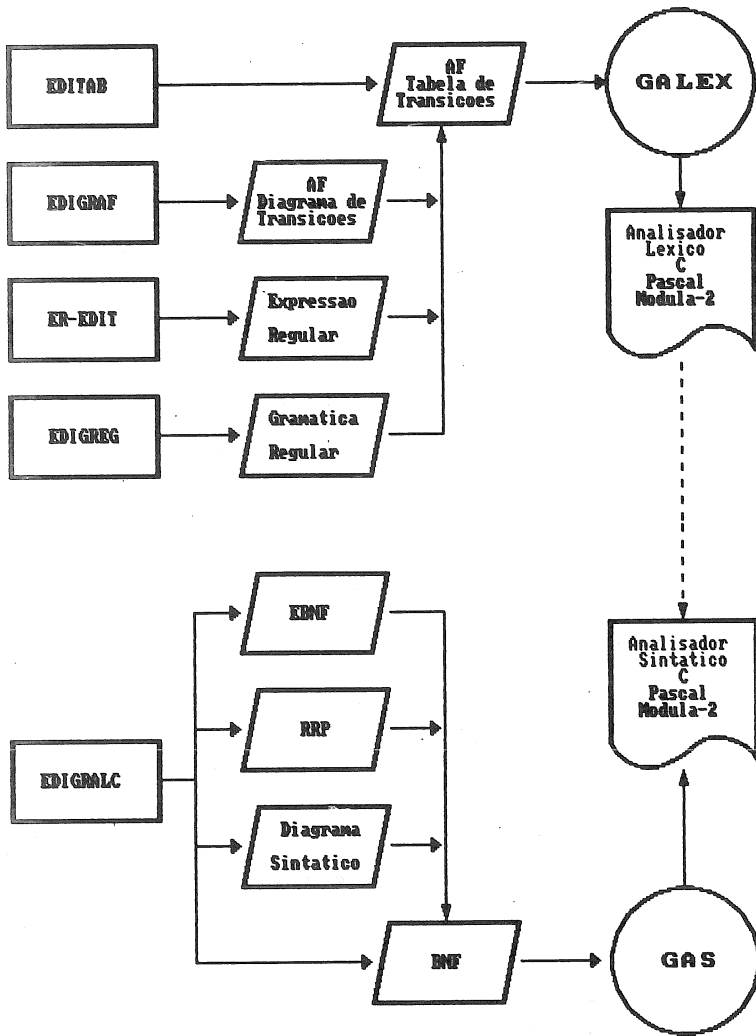 EDITAB
AF
Tabela de
Transicoes
GALEX
EDIGRAF
AF
Diagrama de
Transicoes
Analisador
Lexico
C
Pascal
Modula-2
ER-EDIT
Expressao
Regular
EDIGREG
Gramatica
Regular
EBNF
Analisador
Sintatico
C
Pascal
Modula-2
RRP
EDIGRALC
Diagrama
Sintatico
BNF
GAS